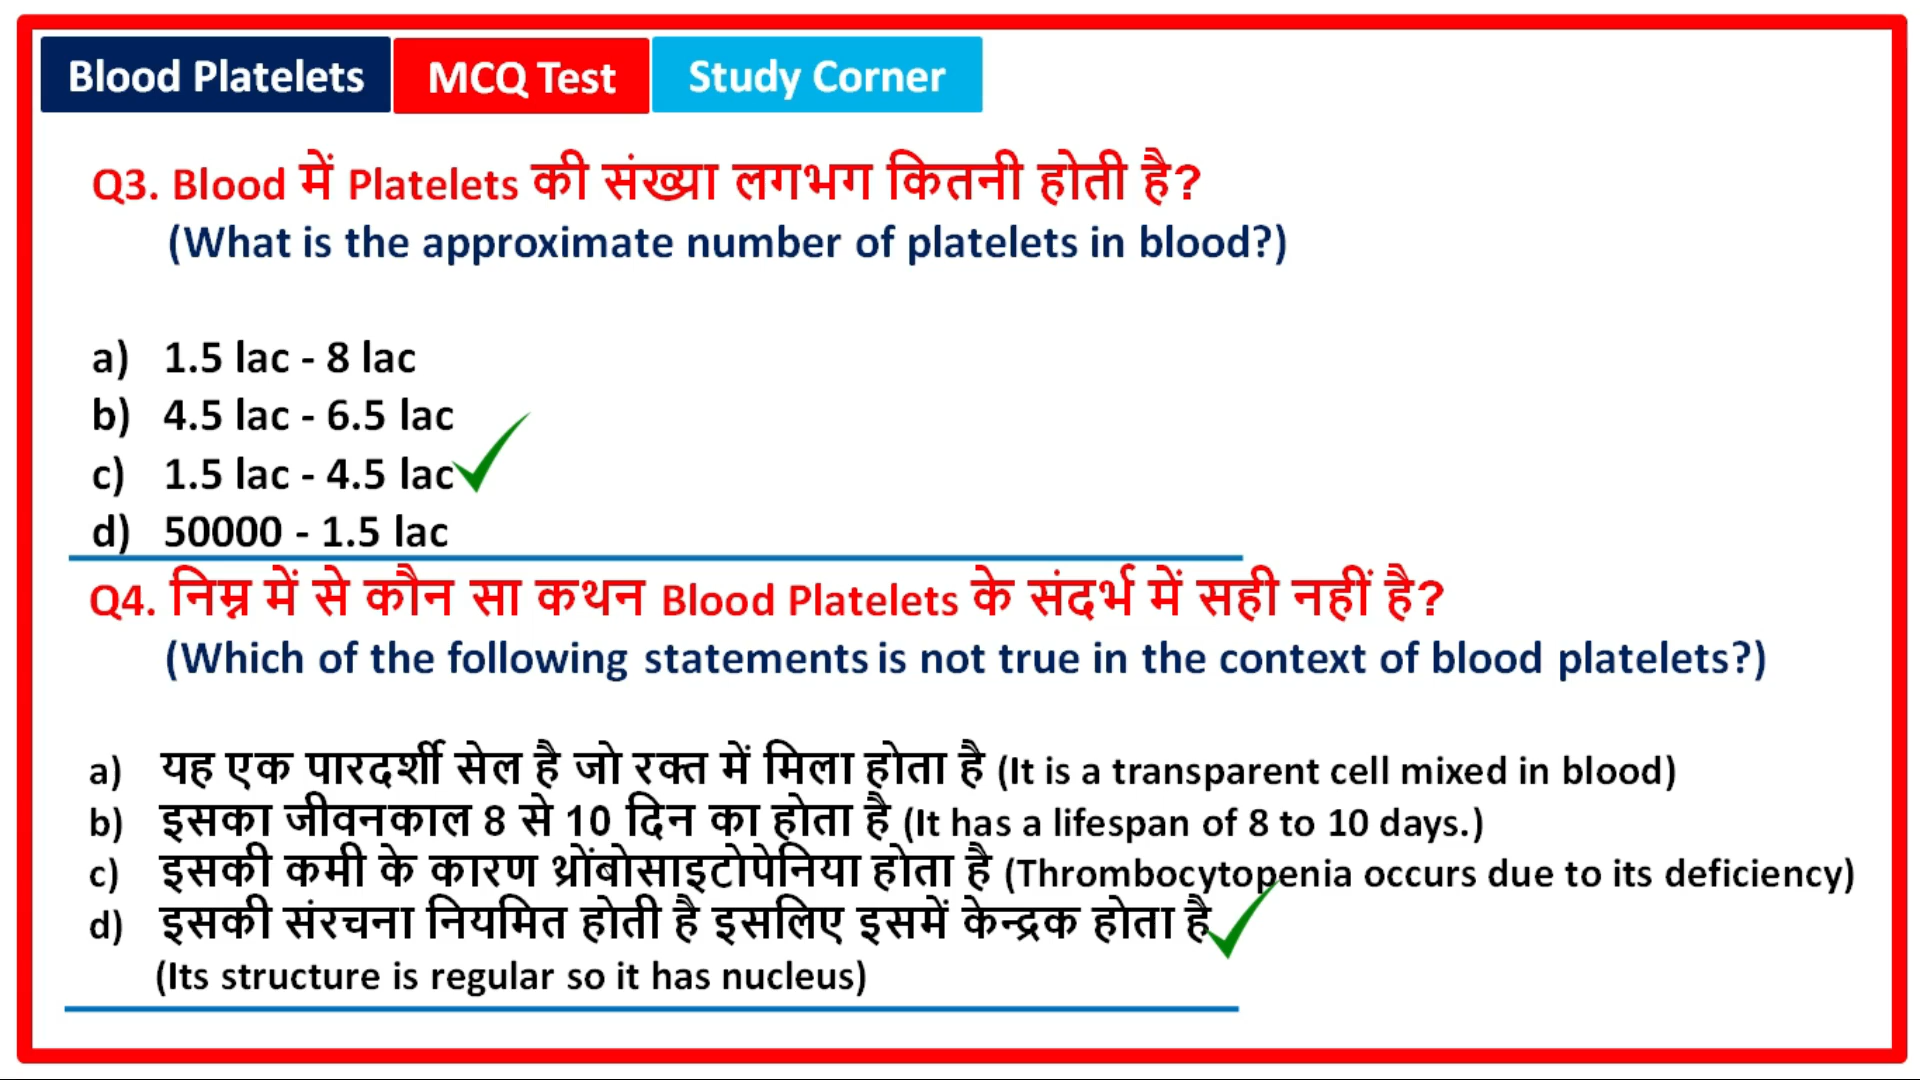 Blood Platelets MCQ Test Study Corner
Q3. Blood में Platelets की संख्या लगभग कितनी होती है?
(What is the approximate number of platelets in blood?)
a) 1.5 lac - 8 lac
b) 4.5 lac - 6.5 lac
c) 1.5 lac - 4.5 lac
d) 50000 - 1.5 lac
Q4. निम्न में से कौन सा कथन Blood Platelets के संदर्भ में सही नहीं है?
(Which of the following statements is not true in the context of blood platelets?)
a) यह एक पारदर्शी सेल है जो रक्त में मिला होता है (It is a transparent cell mixed in blood)
b) इसका जीवनकाल 8 से 10 दिन का होता है (It has a lifespan of 8 to 10 days.)
c) इसकी कमी के कारण थ्रोंबोसाइटोपेनिया होता है (Thrombocytopenia occurs due to its deficiency)
d) इसकी संरचना नियमित होती है इसलिए इसमें केन्द्रक होता है
(Its structure is regular so it has nucleus)